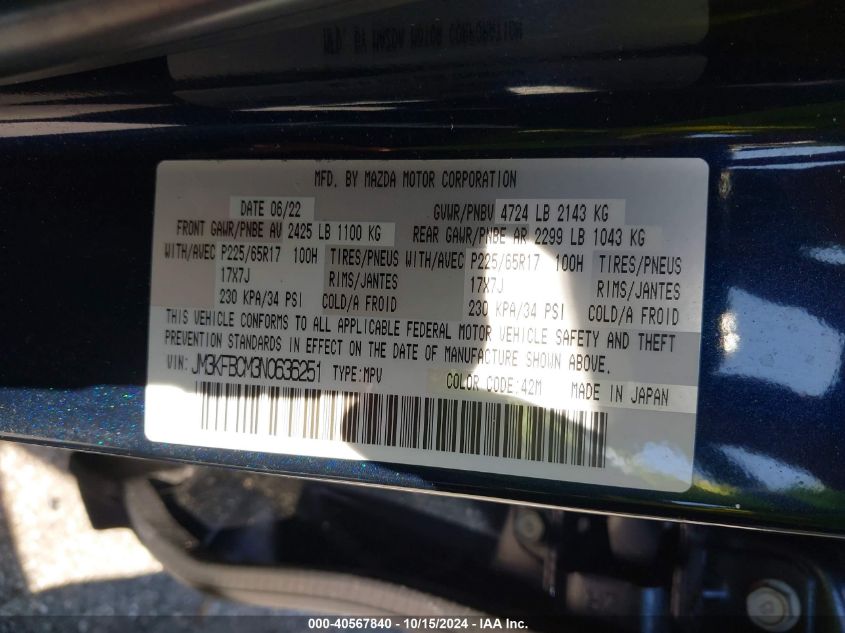 MFD. BY MAZDA MOTOR CORPORATION
DATE 06/22 GVWR/PNBV 4724 LB 2143 KG
FRONT GAWR/PNBE AV 2425 LB 1100 KG REAR GAWR/PNBE AR 2299 LB 1043 KG
WITH/AVEC P225/65R17 100H TIRES/PNEUS WITH/AVEC P225/65R17 100H TIRES/PNEUS
17X7J RIMS/JANTES 17X7J RIMS/JANTES
230 KPA/34 PSI COLD/A FROID 230 KPA/34 PSI COLD/A FROID
THIS VEHICLE CONFORMS TO ALL APPLICABLE FEDERAL MOTOR VEHICLE SAFETY AND THEFT
PREVENTION STANDARDS IN EFFECT ON THE DATE OF MANUFACTURE SHOWN ABOVE.
VIN: JM3KFBCM3N0636251 TYPE:MPV COLOR CODE:42M MADE IN JAPAN
000-40567840 - 10/15/2024 - IAA Inc.